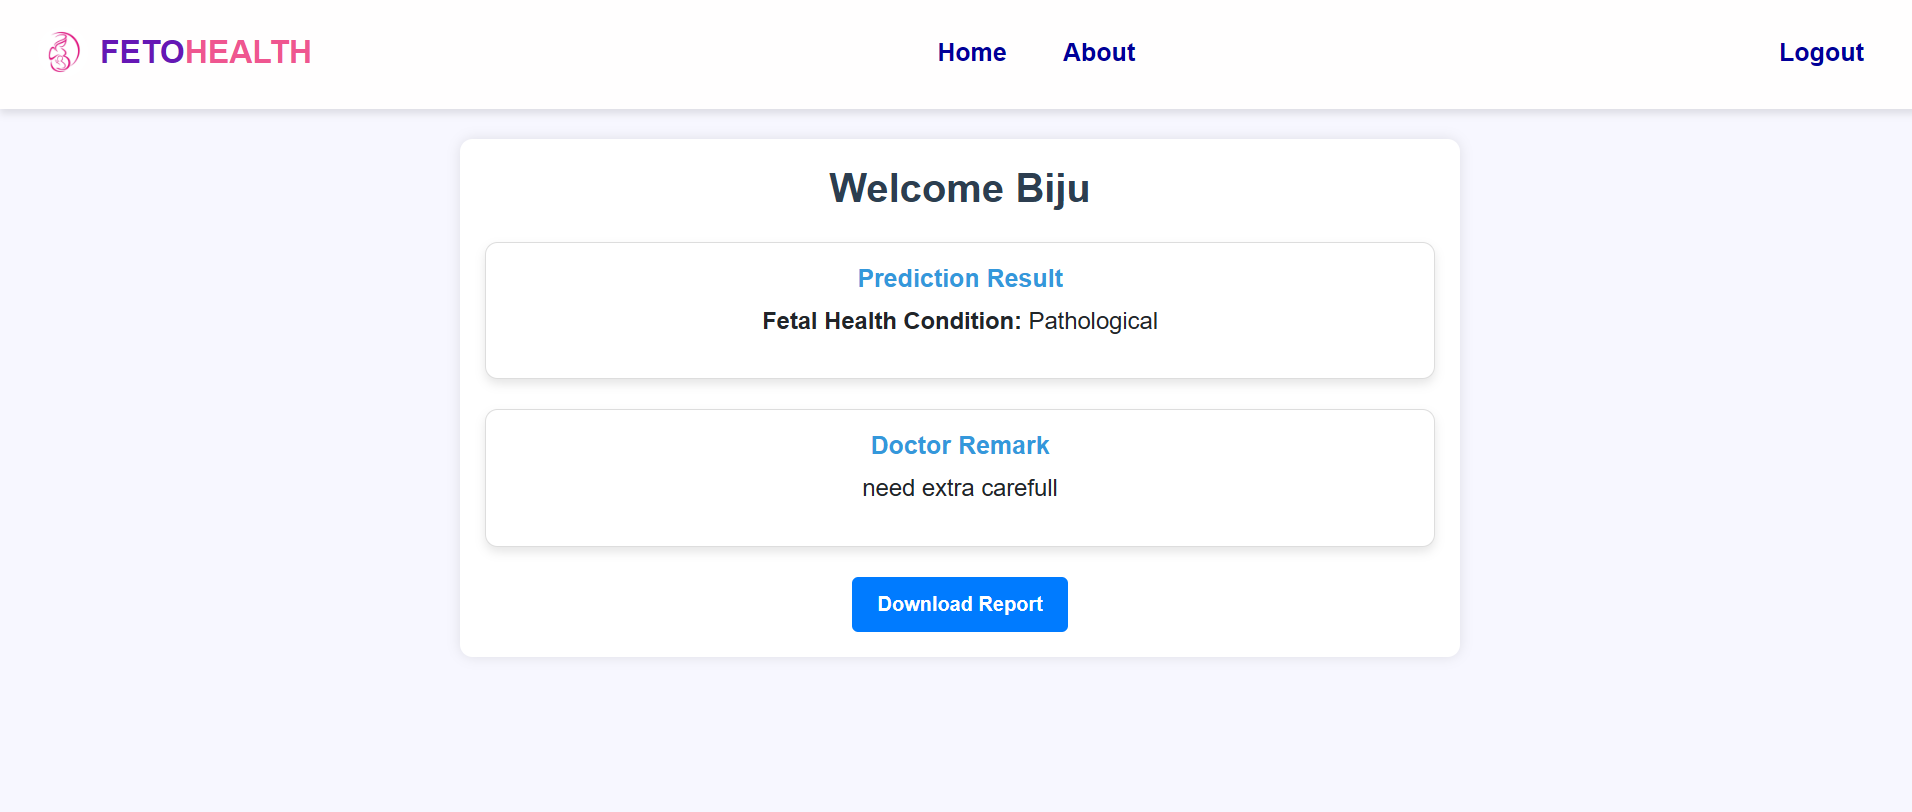 FETOHEALTH
Home
About
Logout
Welcome Biju
Prediction Result
Fetal Health Condition: Pathological
Doctor Remark
need extra carefull
Download Report